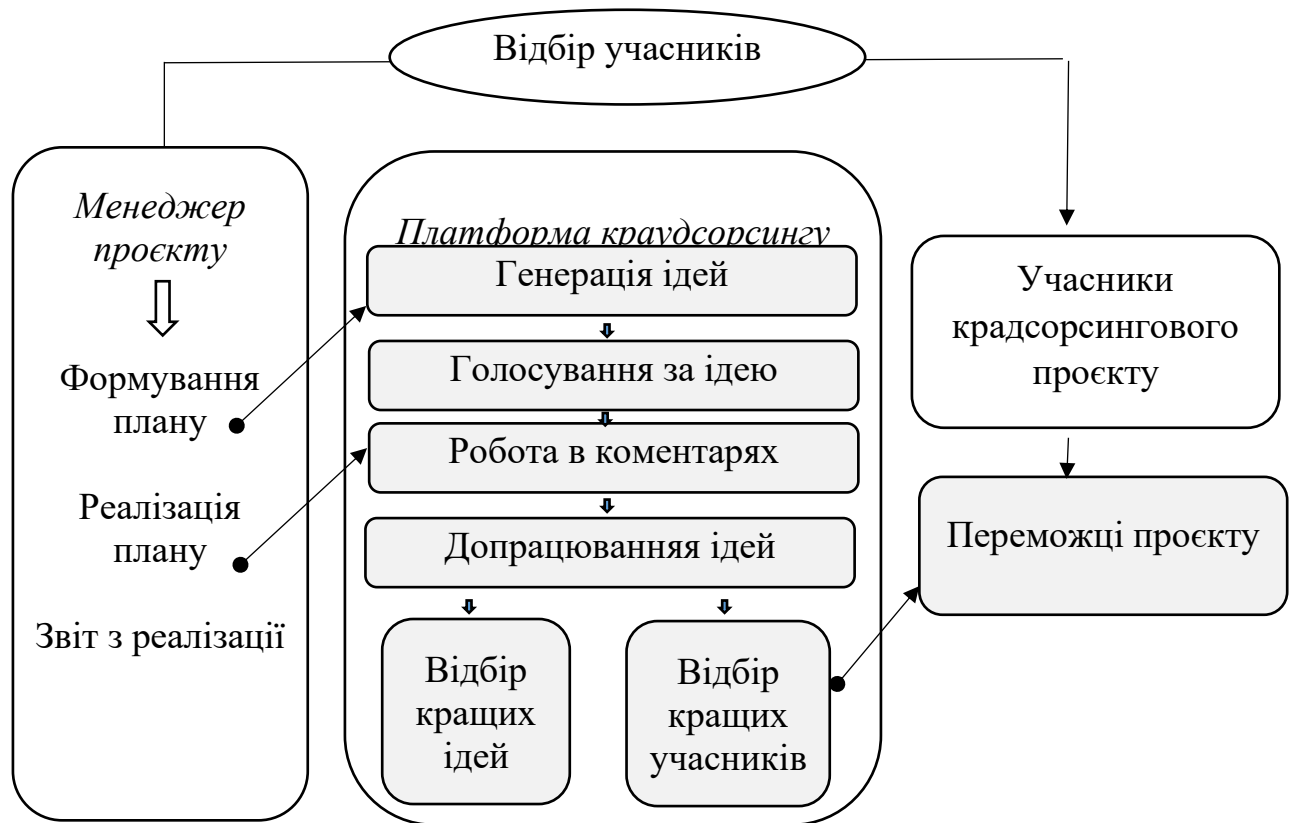 Відбір учасників
Менеджер
проєкту
Формування
плану
Реалізація
плану
Звіт з реалізації
Платформа краудсорсингу
Генерація ідей
Голосування за ідею
Робота в коментарях
Допрацюванняя ідей
Відбір
кращих
ідей
Відбір
кращих
учасників
Учасники
крадсорсингового
проєкту
Переможці проєкту